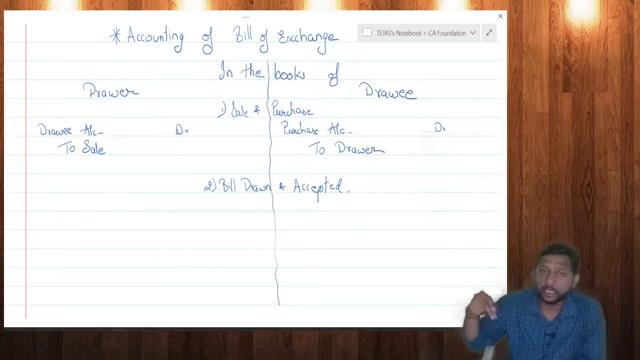 TEJAS's Notebook > CA Foundation
* Accounting of Bill of Exchange
In the books of
Drawer
Drawee
1) Sale & Purchase
Drawee A/c Dr
To Sale
Purchase A/c Dr
To Drawer
2) Bill Drawn & Accepted